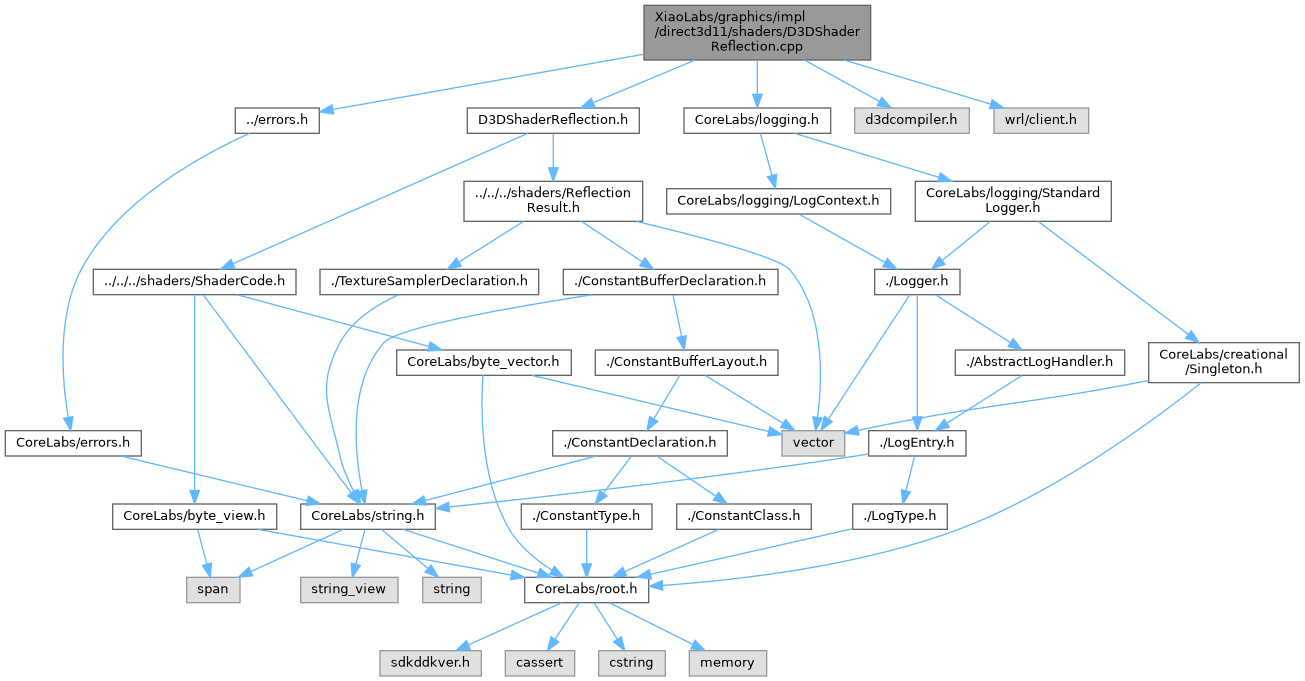 XiaoLabs/graphics/impl
/direct3d11/shaders/D3DShader
Reflection.cpp
../errors.h
D3DShaderReflection.h
CoreLabs/logging.h
d3dcompiler.h
wrl/client.h
../../../shaders/Reflection
Result.h
CoreLabs/logging/LogContext.h
CoreLabs/logging/Standard
Logger.h
../../../shaders/ShaderCode.h
./TextureSamplerDeclaration.h
./ConstantBufferDeclaration.h
./Logger.h
CoreLabs/byte_vector.h
./ConstantBufferLayout.h
./AbstractLogHandler.h
CoreLabs/creational
/Singleton.h
CoreLabs/errors.h
./ConstantDeclaration.h
vector
./LogEntry.h
CoreLabs/byte_view.h
CoreLabs/string.h
./ConstantType.h
./ConstantClass.h
./LogType.h
span
string_view
string
CoreLabs/root.h
sdkddkver.h
cassert
cstring
memory